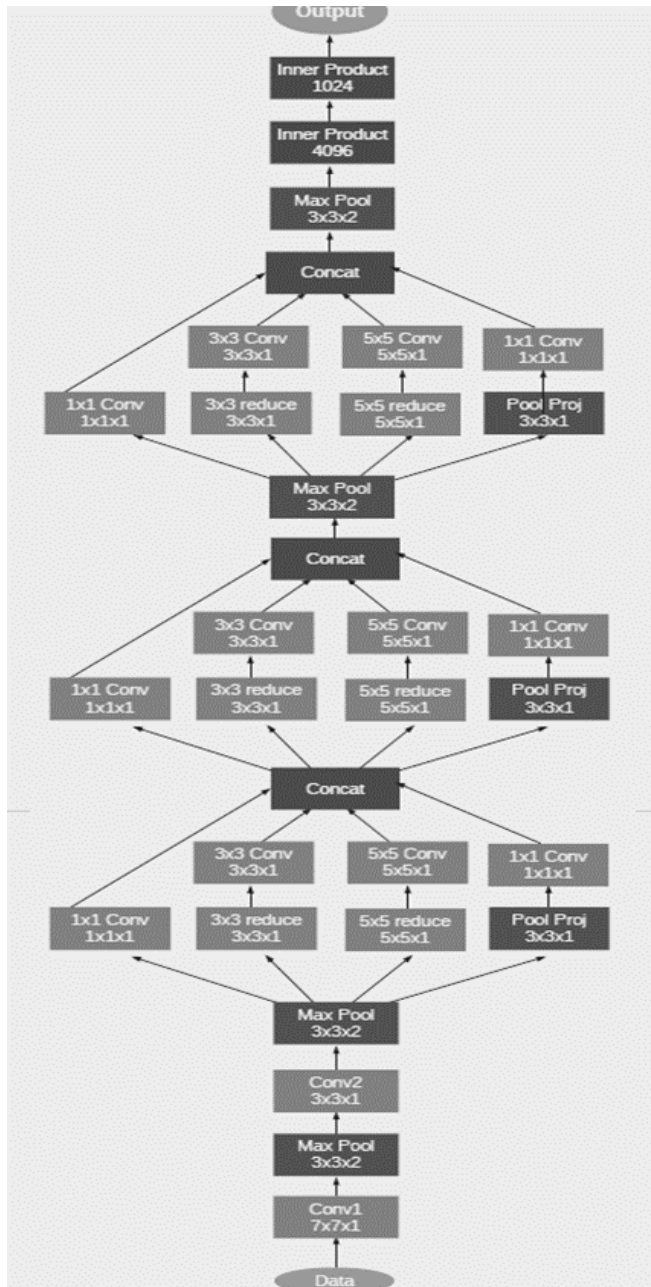 Output
Inner Product
1024
Inner Product
4096
Max Pool
3x3x2
Concat
3x3 Conv
3x3x1
5x5 Conv
5x5x1
1x1 Conv
1x1x1
1x1 Conv
1x1x1
3x3 reduce
3x3x1
5x5 reduce
5x5x1
Pool Proj
3x3x1
Max Pool
3x3x2
Concat
3x3 Conv
3x3x1
5x5 Conv
5x5x1
1x1 Conv
1x1x1
1x1 Conv
1x1x1
3x3 reduce
3x3x1
5x5 reduce
5x5x1
Pool Proj
3x3x1
Concat
3x3 Conv
3x3x1
5x5 Conv
5x5x1
1x1 Conv
1x1x1
1x1 Conv
1x1x1
3x3 reduce
3x3x1
5x5 reduce
5x5x1
Pool Proj
3x3x1
Max Pool
3x3x2
Conv2
3x3x1
Max Pool
3x3x2
Conv1
7x7x1
Data